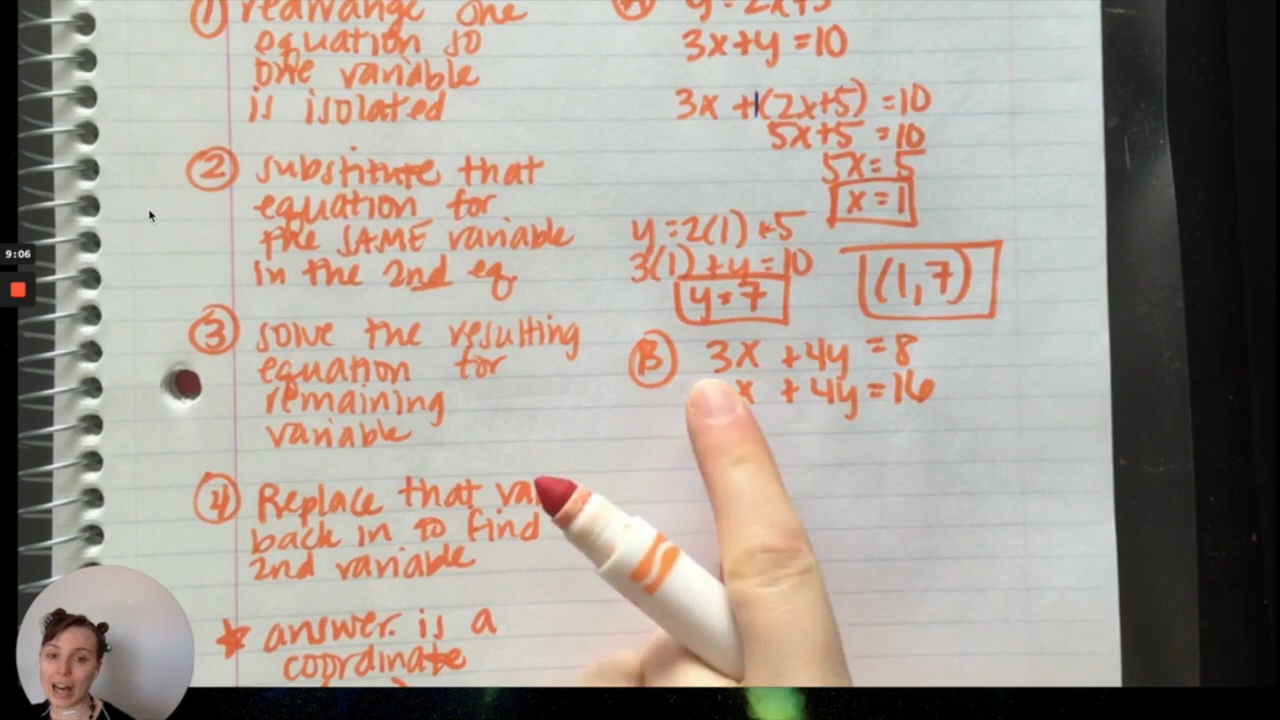 ① rearrange one
equation so
one variable
is isolated
② substitute that
equation for
the SAME variable
in the 2nd eq.
③ solve the resulting
equation for
remaining
variable
④ Replace that va
back in to find
2nd variable
★ answer is a
coordinate
Ⓐ y = 2x+5
3x+y = 10
3x +1(2x+5) = 10
5x+5 = 10
5x = 5
x = 1
y = 2(1) + 5
3(1) + y = 10
y = 7
(1,7)
Ⓑ 3x + 4y = 8
x + 4y = 16
9:06